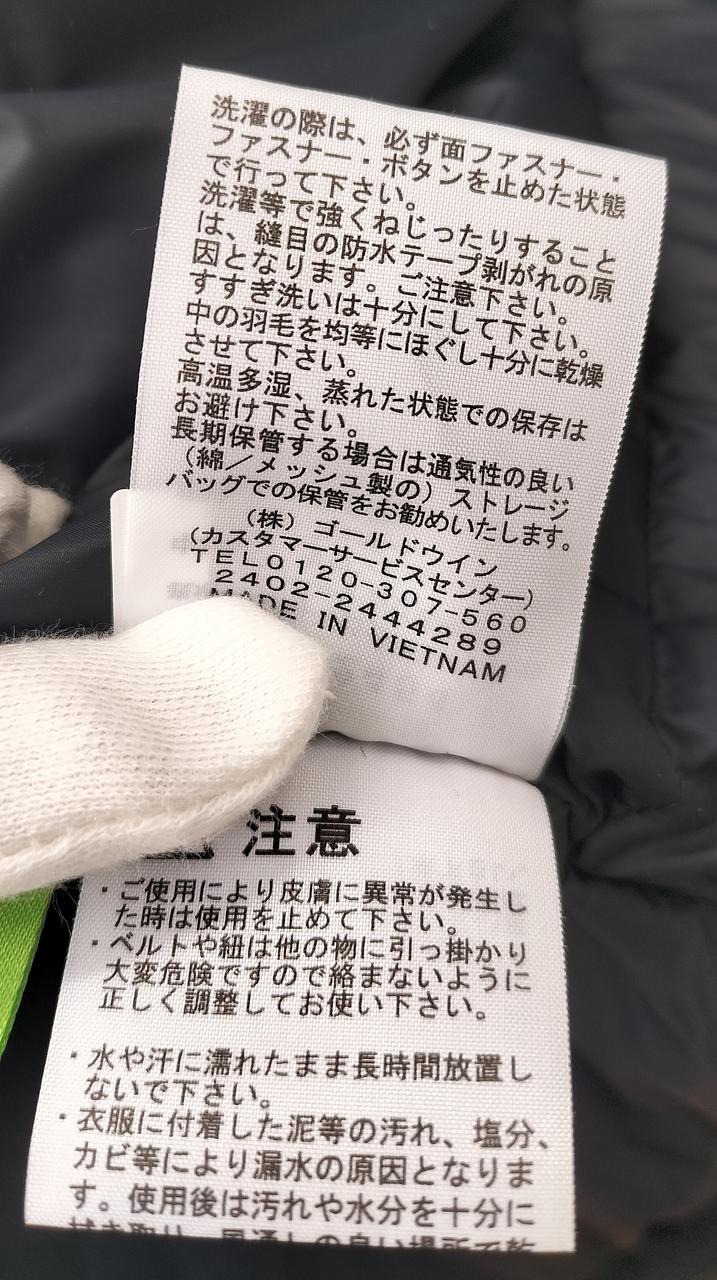 洗濯の際は、必ず面ファスナー・
ファスナー・ボタンを止めた状態
で行って下さい。
洗濯等で強くねじったりすること
は、縫目の防水テープ剥がれの原
因となります。ご注意下さい。
すすぎ洗いは十分にして下さい。
中の羽毛を均等にほぐし十分に乾燥
させて下さい。
高温多湿、蒸れた状態での保存は
お避け下さい。
長期保管する場合は通気性の良い
（綿／メッシュ製の）ストレージ
バッグでの保管をお勧めいたします。
（株）ゴールドウイン
（カスタマーサービスセンター）
TEL0120-307-560
2402-2444289
MADE IN VIETNAM
注意
・ご使用により皮膚に異常が発生し
た時は使用を止めて下さい。
・ベルトや紐は他の物に引っ掛かり
大変危険ですので絡まないように
正しく調整してお使い下さい。
・水や汗に濡れたまま長時間放置し
ないで下さい。
・衣服に付着した泥等の汚れ、塩分、
カビ等により漏水の原因となりま
す。使用後は汚れや水分を十分に
拭き取り、風通しの良い場所で乾